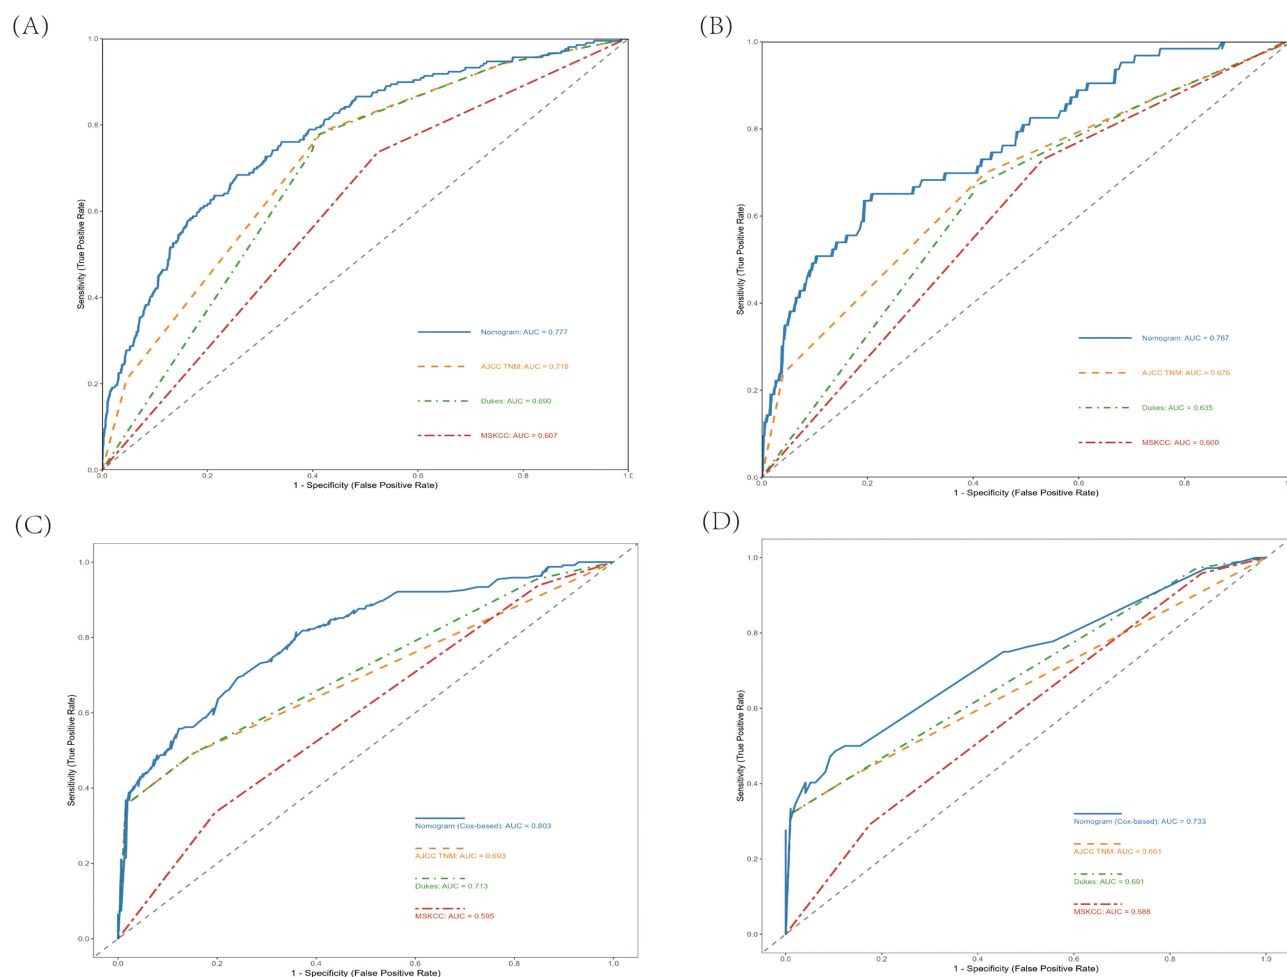 (A)
1.0
0.8
0.6
0.4
0.2
0.0
Sensitivity (True Positive Rate)
Nomogram: AUC = 0.777
AJCC TNM: AUC = 0.718
Dukes: AUC = 0.690
MSKCC: AUC = 0.607
0.0 0.2 0.4 0.6 0.8 1.0
1 - Specificity (False Positive Rate)
(B)
1.0
0.8
0.6
0.4
0.2
0.0
Sensitivity (True Positive Rate)
Nomogram: AUC = 0.767
AJCC TNM: AUC = 0.675
Dukes: AUC = 0.635
MSKCC: AUC = 0.600
0.0 0.2 0.4 0.6 0.8
1 - Specificity (False Positive Rate)
(C)
1.0
0.8
0.6
0.4
0.2
0.0
Sensitivity (True Positive Rate)
Nomogram (Cox-based): AUC = 0.803
AJCC TNM: AUC = 0.693
Dukes: AUC = 0.713
MSKCC: AUC = 0.595
0.0 0.2 0.4 0.6 0.8 1.0
1 - Specificity (False Positive Rate)
(D)
1.0
0.8
0.6
0.4
0.2
0.0
Sensitivity (True Positive Rate)
Nomogram (Cox-based): AUC = 0.733
AJCC TNM: AUC = 0.661
Dukes: AUC = 0.691
MSKCC: AUC = 0.588
0.0 0.2 0.4 0.6 0.8 1.0
1 - Specificity (False Positive Rate)